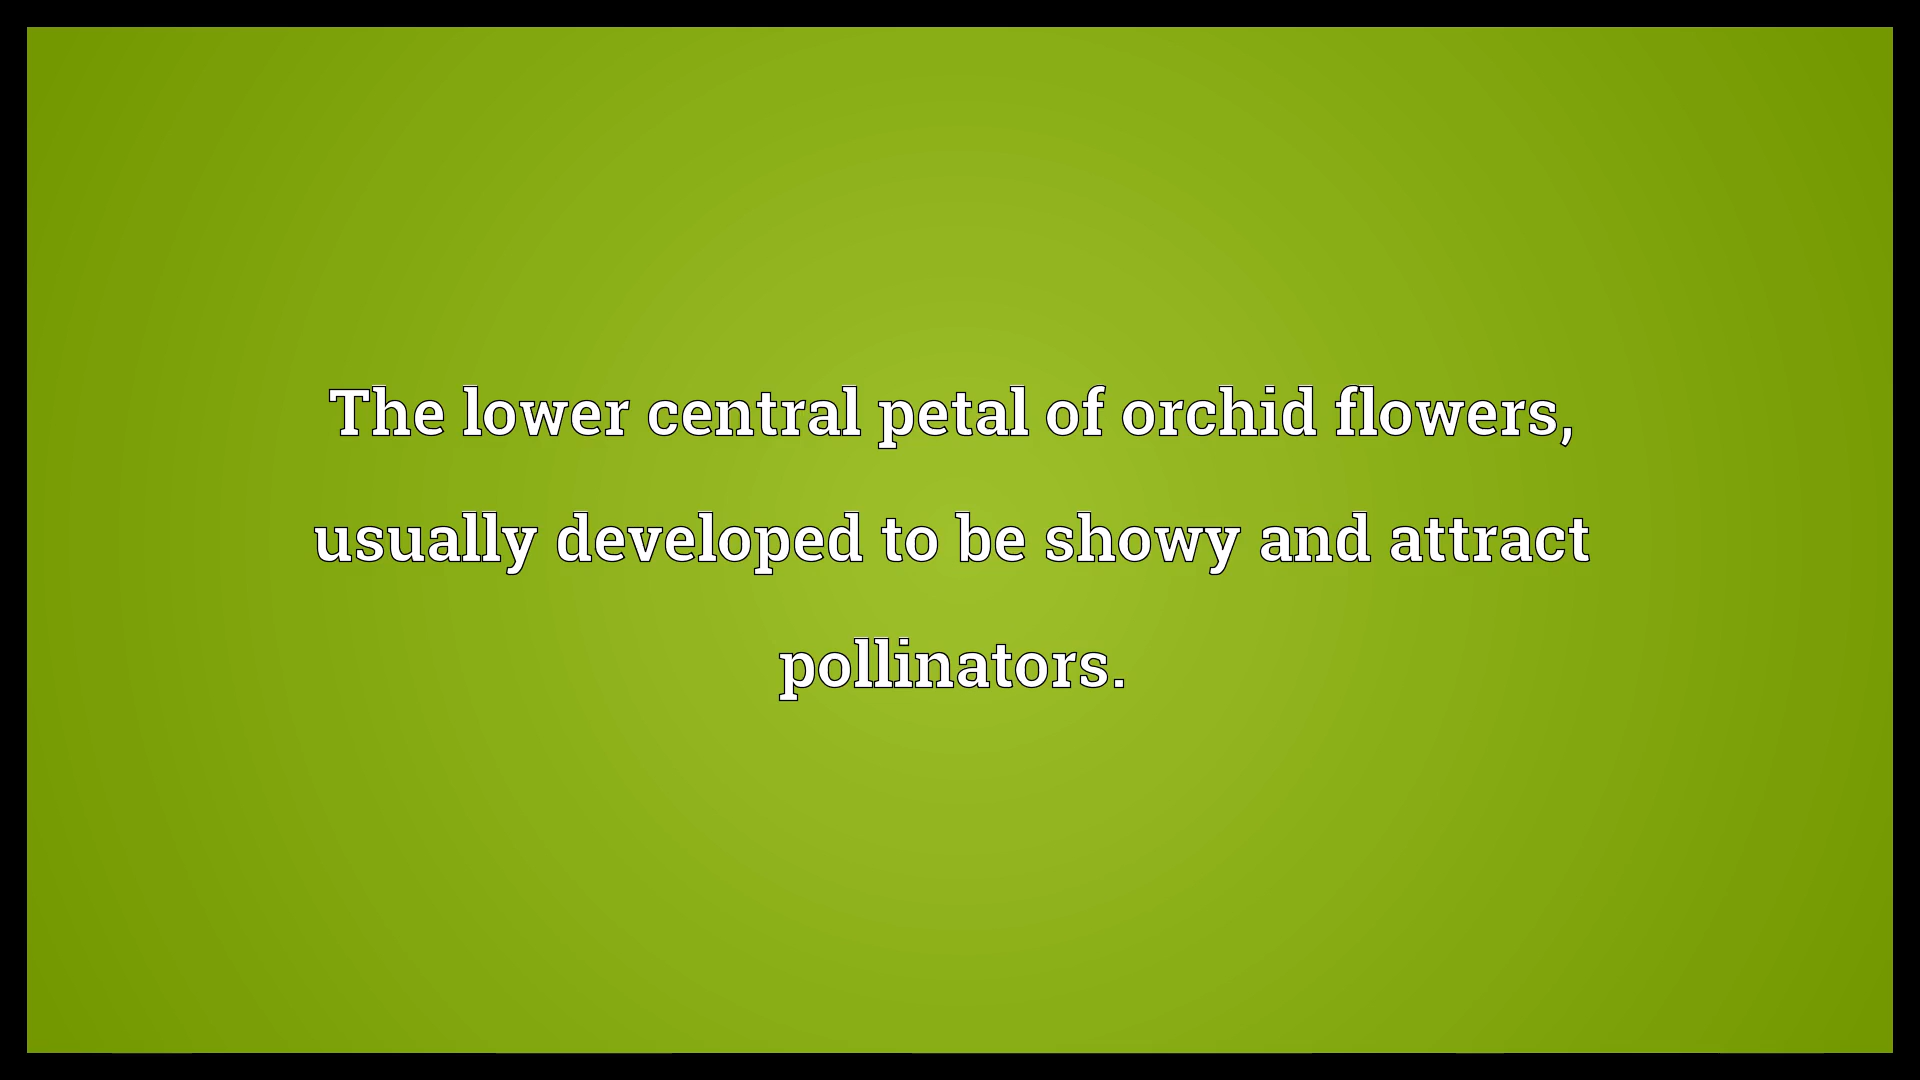 The lower central petal of orchid flowers,
usually developed to be showy and attract
pollinators.